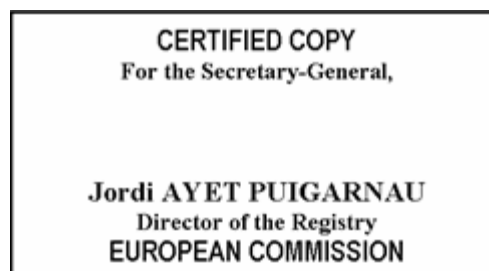 CERTIFIED COPY
For the Secretary-General,
Jordi AYET PUIGARNAU
Director of the Registry
EUROPEAN COMMISSION